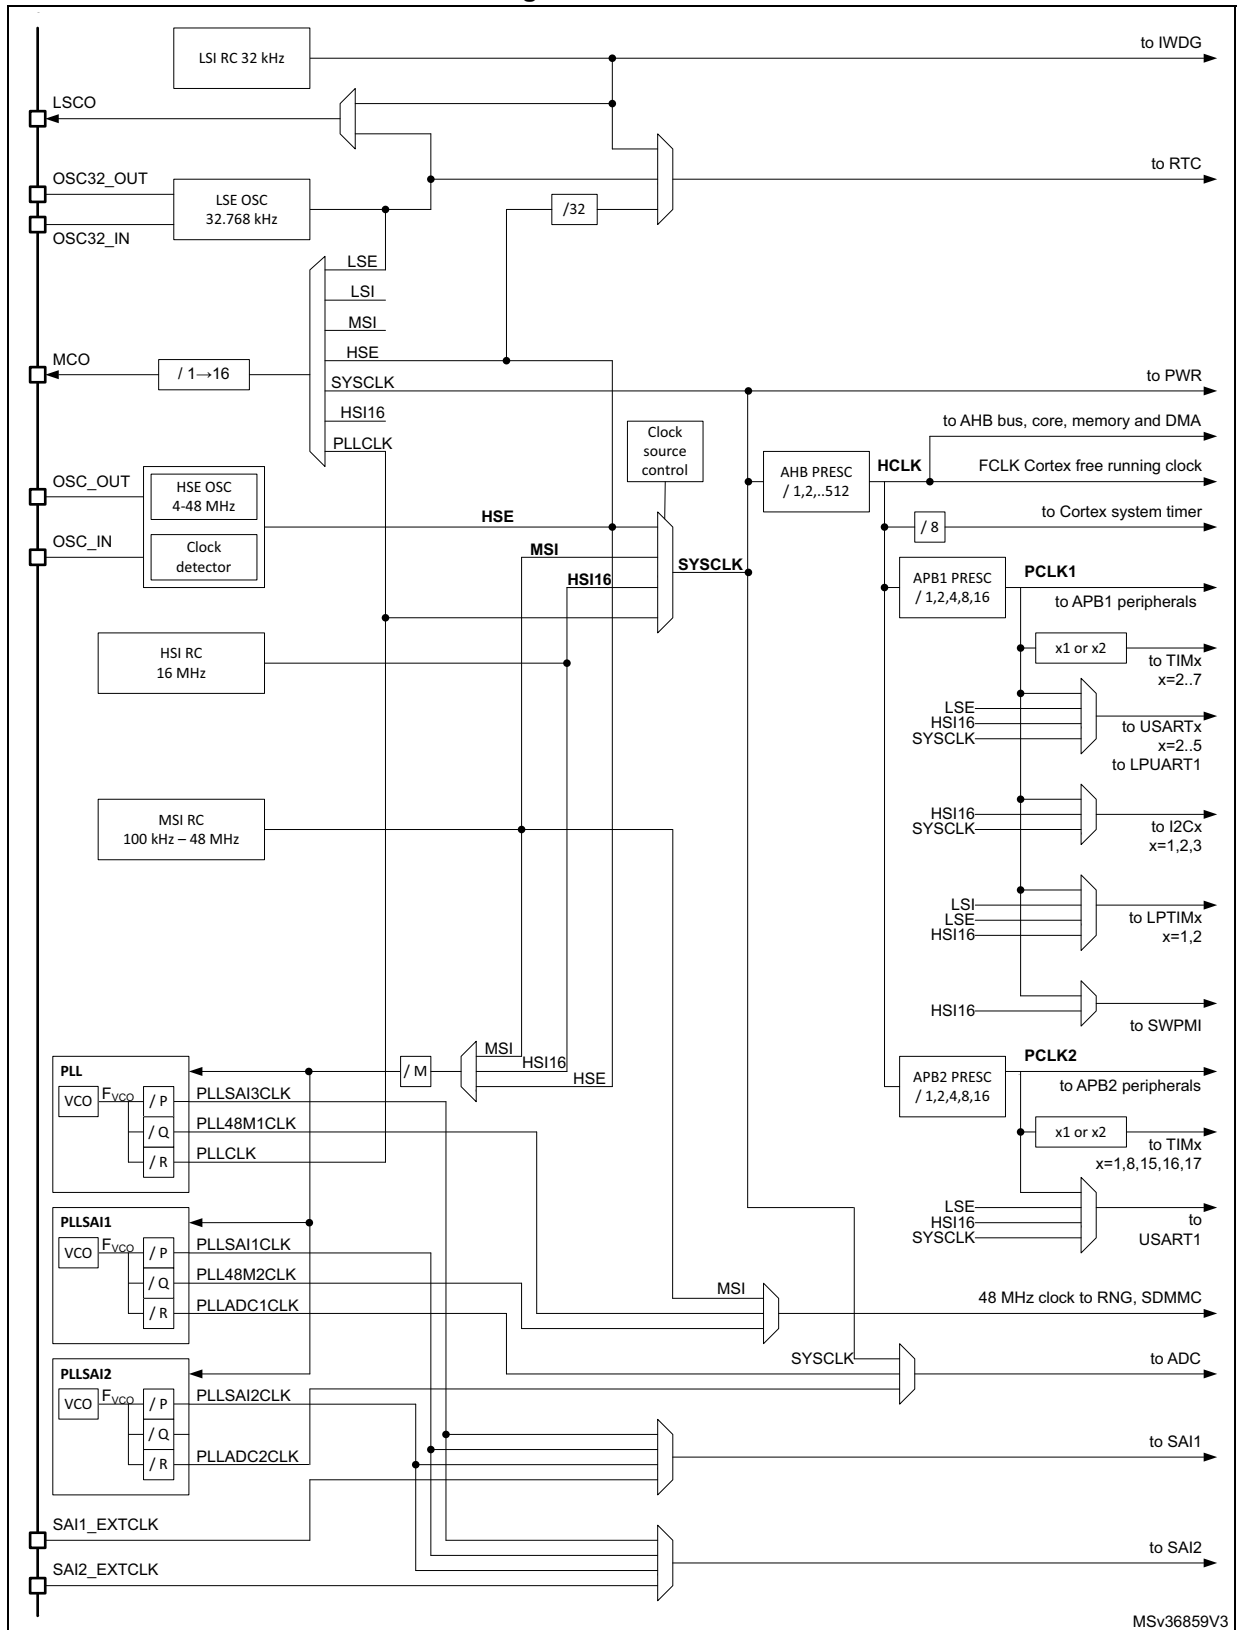 LSI RC 32 kHz
to IWDG
LSCO
to RTC
OSC32_OUT
LSE OSC
32.768 kHz
/32
OSC32_IN
LSE
LSI
MSI
HSE
MCO
/ 1→16
SYSCLK
to PWR
HSI16
PLLCLK
Clock
source
control
to AHB bus, core, memory and DMA
AHB PRESC
/ 1,2,..512
HCLK
FCLK Cortex free running clock
OSC_OUT
HSE OSC
4-48 MHz
HSE
/ 8
to Cortex system timer
OSC_IN
Clock
detector
MSI
HSI16
SYSCLK
APB1 PRESC
/ 1,2,4,8,16
PCLK1
to APB1 peripherals
HSI RC
16 MHz
x1 or x2
to TIMx
x=2..7
LSE
HSI16
SYSCLK
to USARTx
x=2..5
to LPUART1
MSI RC
100 kHz – 48 MHz
HSI16
SYSCLK
to I2Cx
x=1,2,3
LSI
LSE
HSI16
to LPTIMx
x=1,2
HSI16
to SWPMI
MSI
HSI16
HSE
/ M
PLL
VCO
FVCO
/ P
PLLSAI3CLK
/ Q
PLL48M1CLK
/ R
PLLCLK
APB2 PRESC
/ 1,2,4,8,16
PCLK2
to APB2 peripherals
x1 or x2
to TIMx
x=1,8,15,16,17
LSE
HSI16
SYSCLK
to
USART1
PLLSAI1
VCO
FVCO
/ P
PLLSAI1CLK
/ Q
PLL48M2CLK
/ R
PLLADC1CLK
MSI
48 MHz clock to RNG, SDMMC
SYSCLK
to ADC
PLLSAI2
VCO
FVCO
/ P
PLLSAI2CLK
/ Q
/ R
PLLADC2CLK
to SAI1
SAI1_EXTCLK
to SAI2
SAI2_EXTCLK
MSv36859V3